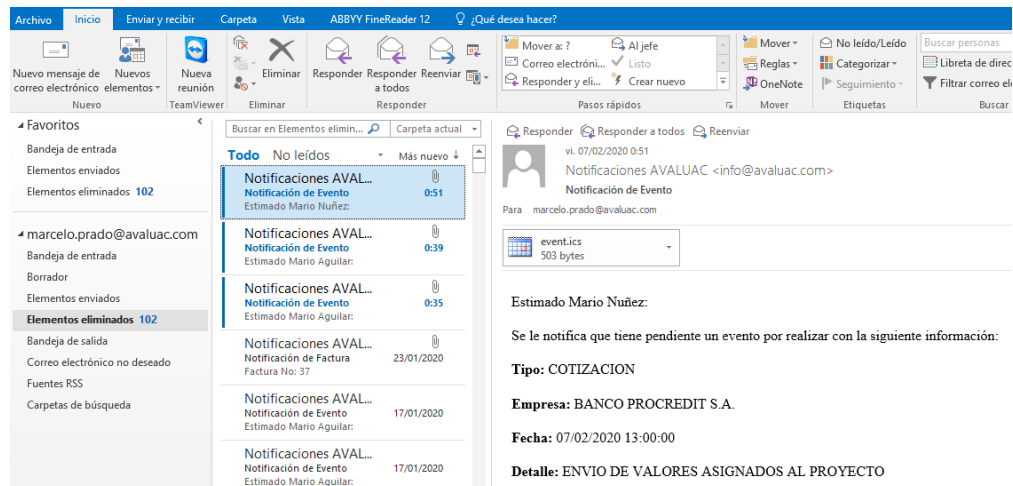 Archivo Inicio Enviar y recibir Carpeta Vista ABBYY FineReader 12 ¿Qué desea hacer?
Nuevo mensaje de correo electrónico
Nuevos elementos
Nuevo
Nueva reunión
TeamViewer
Eliminar
Eliminar
Responder
Responder a todos
Reenviar
Responder
Mover a: ?
Correo electróni...
Responder y eli...
Al jefe
Listo
Crear nuevo
Pasos rápidos
Mover
Reglas
OneNote
Mover
No leído/Leído
Categorizar
Seguimiento
Etiquetas
Buscar personas
Libreta de direc
Filtrar correo el
Buscar
Favoritos
Bandeja de entrada
Elementos enviados
Elementos eliminados 102
marcelo.prado@avaluac.com
Bandeja de entrada
Borrador
Elementos enviados
Elementos eliminados 102
Bandeja de salida
Correo electrónico no deseado
Fuentes RSS
Carpetas de búsqueda
Buscar en Elementos elimin... Carpeta actual
Todo No leídos Más nuevo
Notificaciones AVAL...
Notificación de Evento 0:51
Estimado Mario Nuñez:
Notificaciones AVAL...
Notificación de Evento 0:39
Estimado Mario Aguilar:
Notificaciones AVAL...
Notificación de Evento 0:35
Estimado Mario Aguilar:
Notificaciones AVAL...
Notificación de Factura 23/01/2020
Factura No: 37
Notificaciones AVAL...
Notificación de Evento 17/01/2020
Estimado Mario Aguilar:
Notificaciones AVAL...
Notificación de Evento 17/01/2020
Estimado Mario Aguilar:
Responder Responder a todos Reenviar
vi. 07/02/2020 0:51
Notificaciones AVALUAC <info@avaluac.com>
Notificación de Evento
Para marcelo.prado@avaluac.com
event.ics
503 bytes
Estimado Mario Nuñez:
Se le notifica que tiene pendiente un evento por realizar con la siguiente información:
Tipo: COTIZACION
Empresa: BANCO PROCREDIT S.A.
Fecha: 07/02/2020 13:00:00
Detalle: ENVIO DE VALORES ASIGNADOS AL PROYECTO